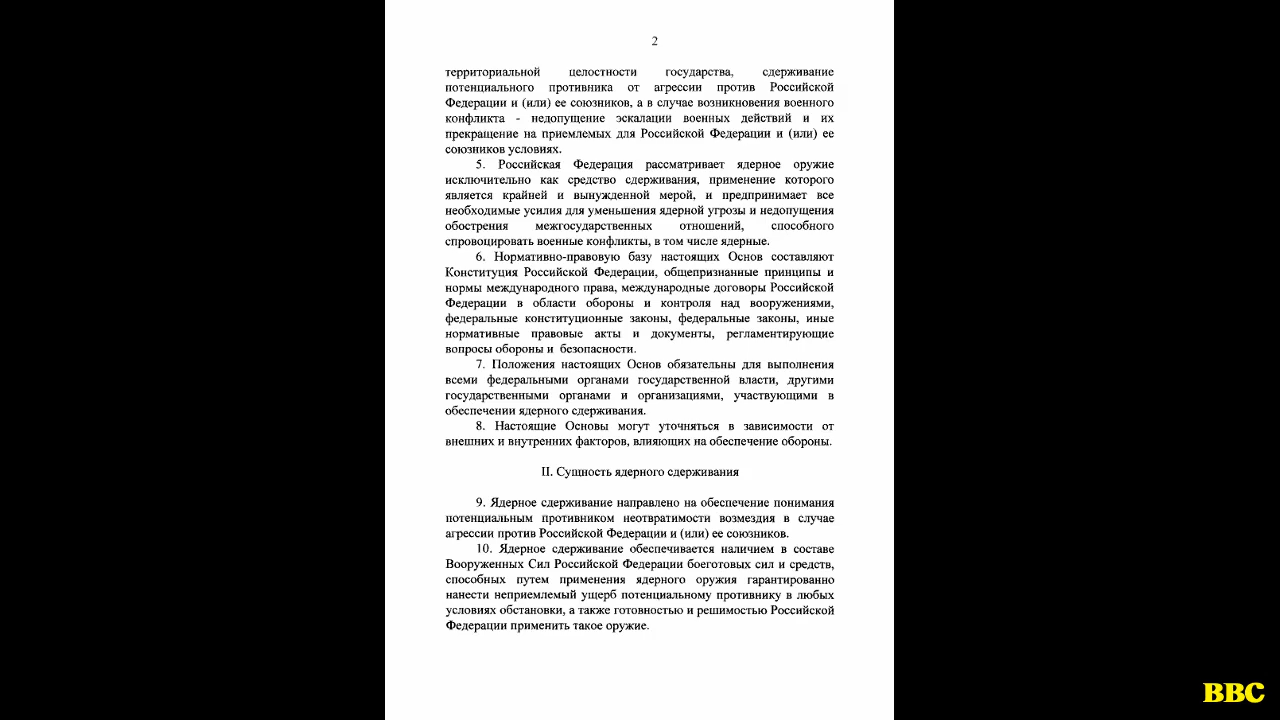 2
территориальной целостности государства, сдерживание
потенциального противника от агрессии против Российской
Федерации и (или) ее союзников, а в случае возникновения военного
конфликта - недопущение эскалации военных действий и их
прекращение на приемлемых для Российской Федерации и (или) ее
союзников условиях.
5. Российская Федерация рассматривает ядерное оружие
исключительно как средство сдерживания, применение которого
является крайней и вынужденной мерой, и предпринимает все
необходимые усилия для уменьшения ядерной угрозы и недопущения
обострения межгосударственных отношений, способного
спровоцировать военные конфликты, в том числе ядерные.
6. Нормативно-правовую базу настоящих Основ составляют
Конституция Российской Федерации, общепризнанные принципы и
нормы международного права, международные договоры Российской
Федерации в области обороны и контроля над вооружениями,
федеральные конституционные законы, федеральные законы, иные
нормативные правовые акты и документы, регламентирующие
вопросы обороны и безопасности.
7. Положения настоящих Основ обязательны для выполнения
всеми федеральными органами государственной власти, другими
государственными органами и организациями, участвующими в
обеспечении ядерного сдерживания.
8. Настоящие Основы могут уточняться в зависимости от
внешних и внутренних факторов, влияющих на обеспечение обороны.
II. Сущность ядерного сдерживания
9. Ядерное сдерживание направлено на обеспечение понимания
потенциальным противником неотвратимости возмездия в случае
агрессии против Российской Федерации и (или) ее союзников.
10. Ядерное сдерживание обеспечивается наличием в составе
Вооруженных Сил Российской Федерации боеготовых сил и средств,
способных путем применения ядерного оружия гарантированно
нанести неприемлемый ущерб потенциальному противнику в любых
условиях обстановки, а также готовностью и решимостью Российской
Федерации применить такое оружие.
BBC